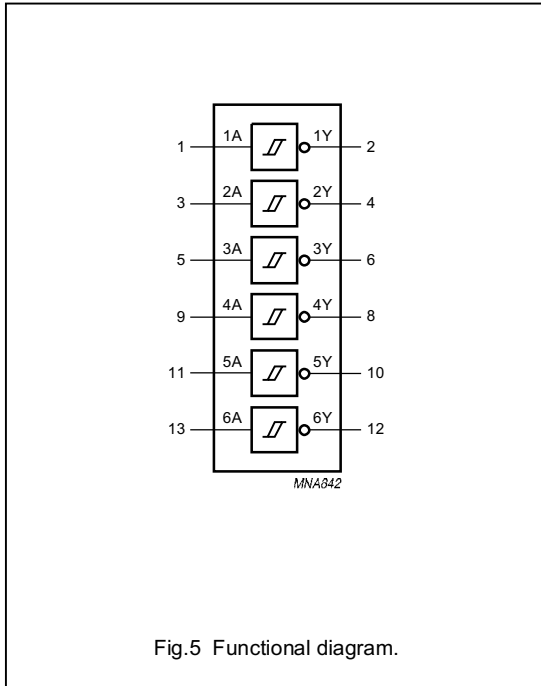 1 1A 1Y 2
3 2A 2Y 4
5 3A 3Y 6
9 4A 4Y 8
11 5A 5Y 10
13 6A 6Y 12
MNA842
Fig.5 Functional diagram.